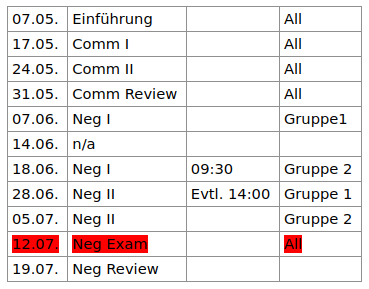 07.05. Einführung All
17.05. Comm I All
24.05. Comm II All
31.05. Comm Review All
07.06. Neg I Gruppe1
14.06. n/a
18.06. Neg I 09:30 Gruppe 2
28.06. Neg II Evtl. 14:00 Gruppe 1
05.07. Neg II Gruppe 2
12.07. Neg Exam All
19.07. Neg Review